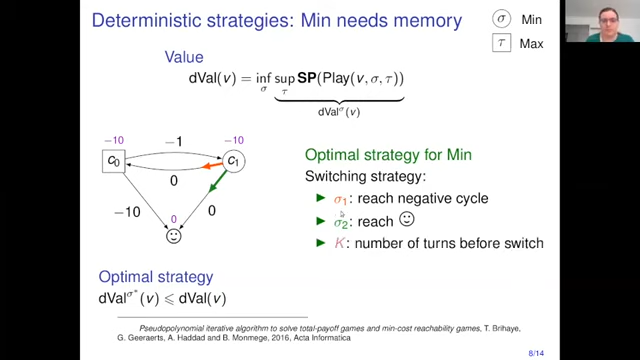 Deterministic strategies: Min needs memory
σ Min
τ Max
Value
dVal(v) = inf sup SP(Play(v, σ, τ))
σ τ
dValσ(v)
−10 −1 −10
c0 c1
0
−10 0 0
Optimal strategy for Min
Switching strategy:
σ1: reach negative cycle
σ2: reach ☺
K: number of turns before switch
Optimal strategy
dValσ*(v) ⩽ dVal(v)
Pseudopolynomial iterative algorithm to solve total-payoff games and min-cost reachability games, T. Brihaye,
G. Geeraerts, A. Haddad and B. Monmege, 2016, Acta Informatica
8/14